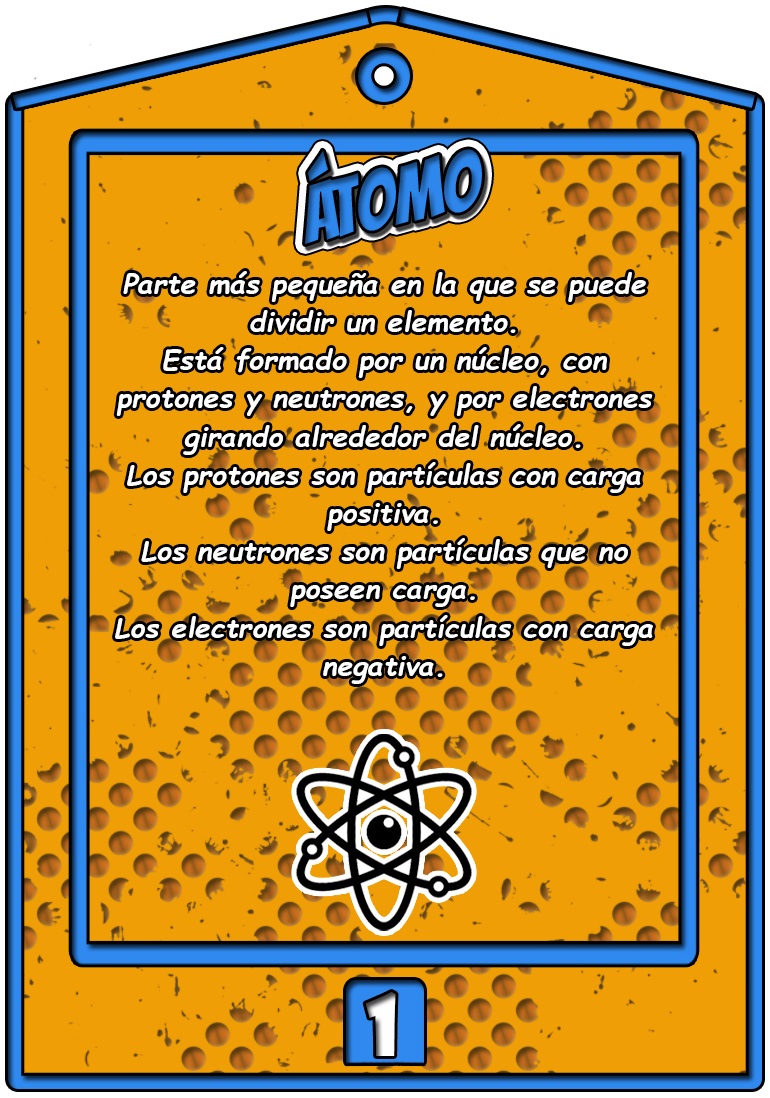 ÁTOMO
Parte más pequeña en la que se puede
dividir un elemento.
Está formado por un núcleo, con
protones y neutrones, y por electrones
girando alrededor del núcleo.
Los protones son partículas con carga
positiva.
Los neutrones son partículas que no
poseen carga.
Los electrones son partículas con carga
negativa.
1